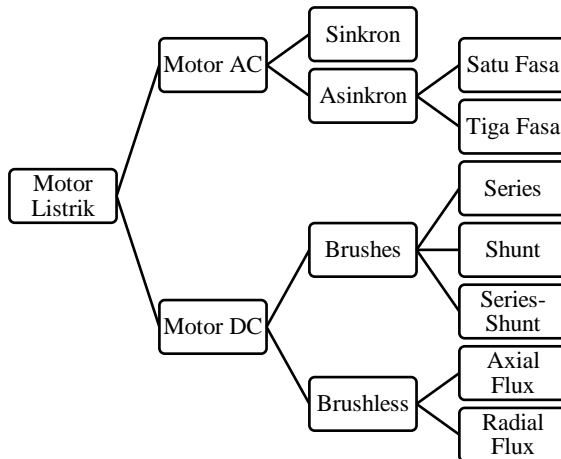 Motor
Listrik
Motor AC
Sinkron
Asinkron
Satu Fasa
Tiga Fasa
Motor DC
Brushes
Series
Shunt
Series-
Shunt
Brushless
Axial
Flux
Radial
Flux